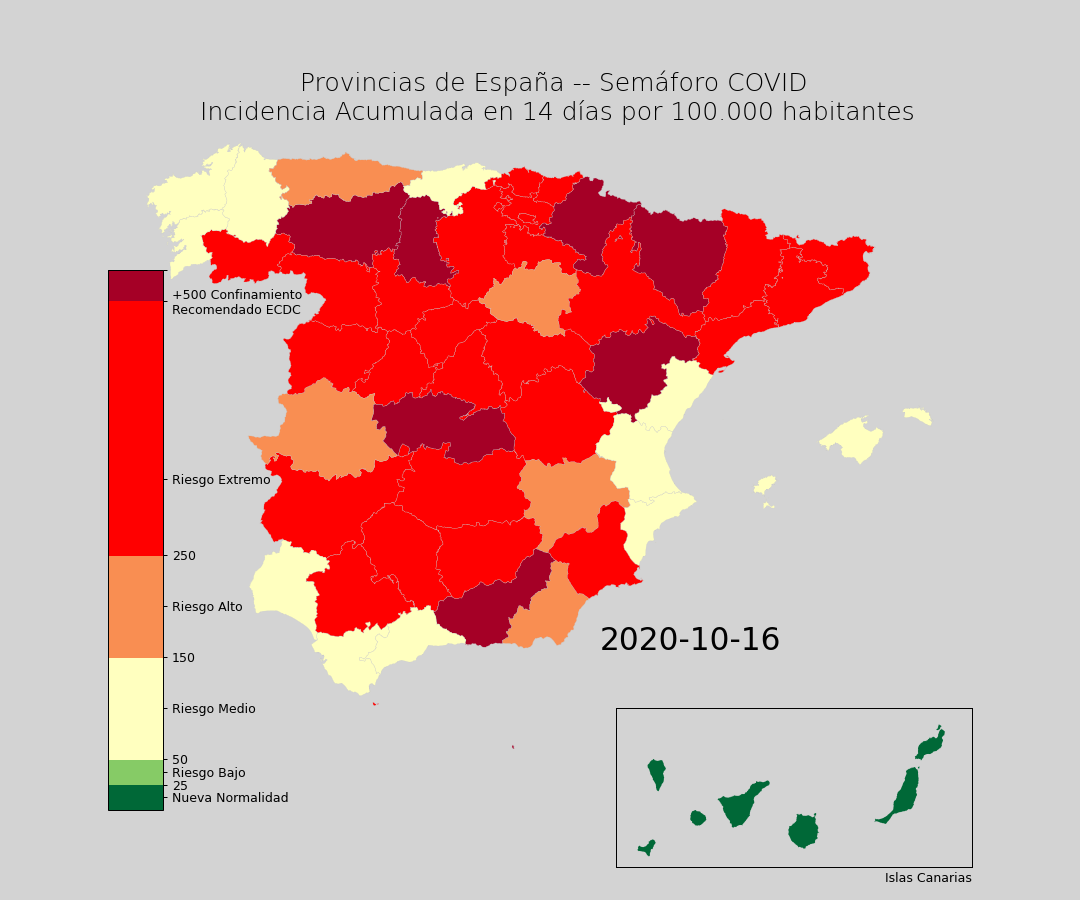 Provincias de España -- Semáforo COVID
Incidencia Acumulada en 14 días por 100.000 habitantes
+500 Confinamiento
Recomendado ECDC
Riesgo Extremo
250
Riesgo Alto
150
Riesgo Medio
50
Riesgo Bajo
25
Nueva Normalidad
2020-10-16
Islas Canarias